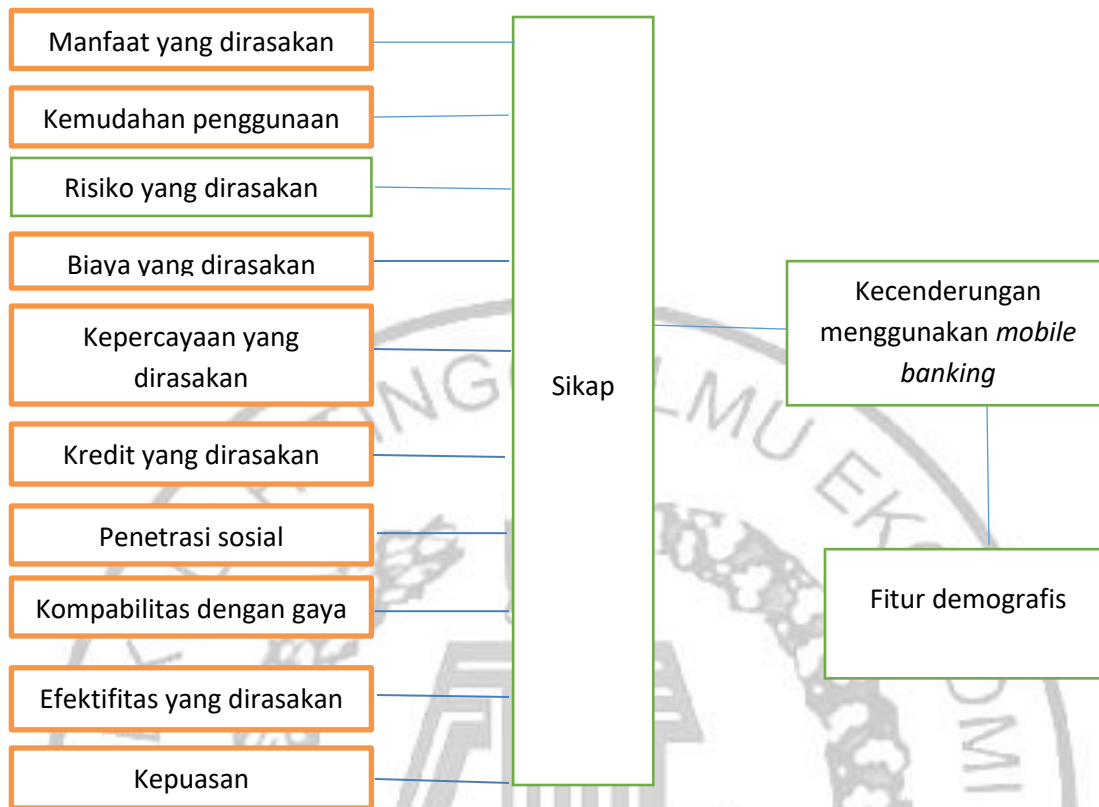 Manfaat yang dirasakan
Kemudahan penggunaan
Risiko yang dirasakan
Biaya yang dirasakan
Kepercayaan yang
dirasakan
Kredit yang dirasakan
Penetrasi sosial
Kompabilitas dengan gaya
Efektifitas yang dirasakan
Kepuasan
Sikap
Kecenderungan
menggunakan mobile
banking
Fitur demografis